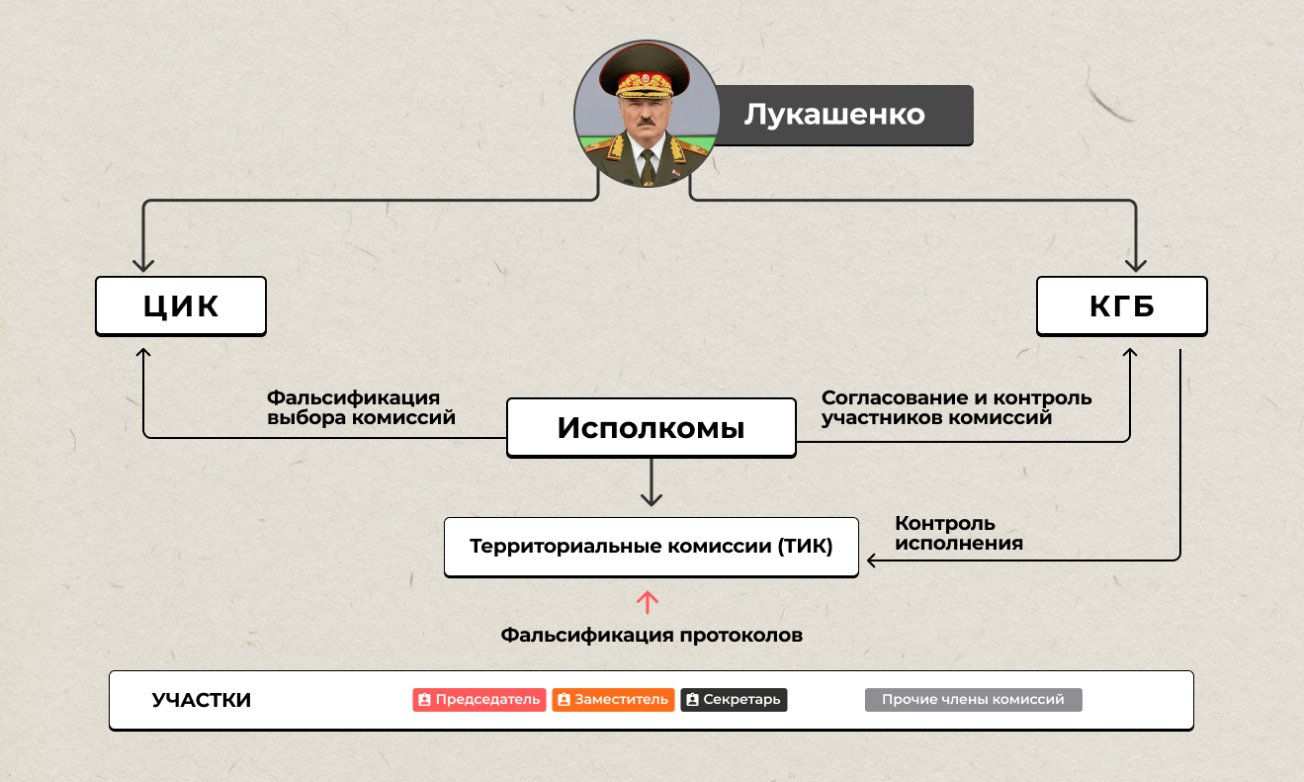 Лукашенко
ЦИК
КГБ
Фальсификация
выбора комиссий
Исполкомы
Согласование и контроль
участников комиссий
Территориальные комиссии (ТИК)
Контроль
исполнения
Фальсификация протоколов
УЧАСТКИ
Председатель
Заместитель
Секретарь
Прочие члены комиссий